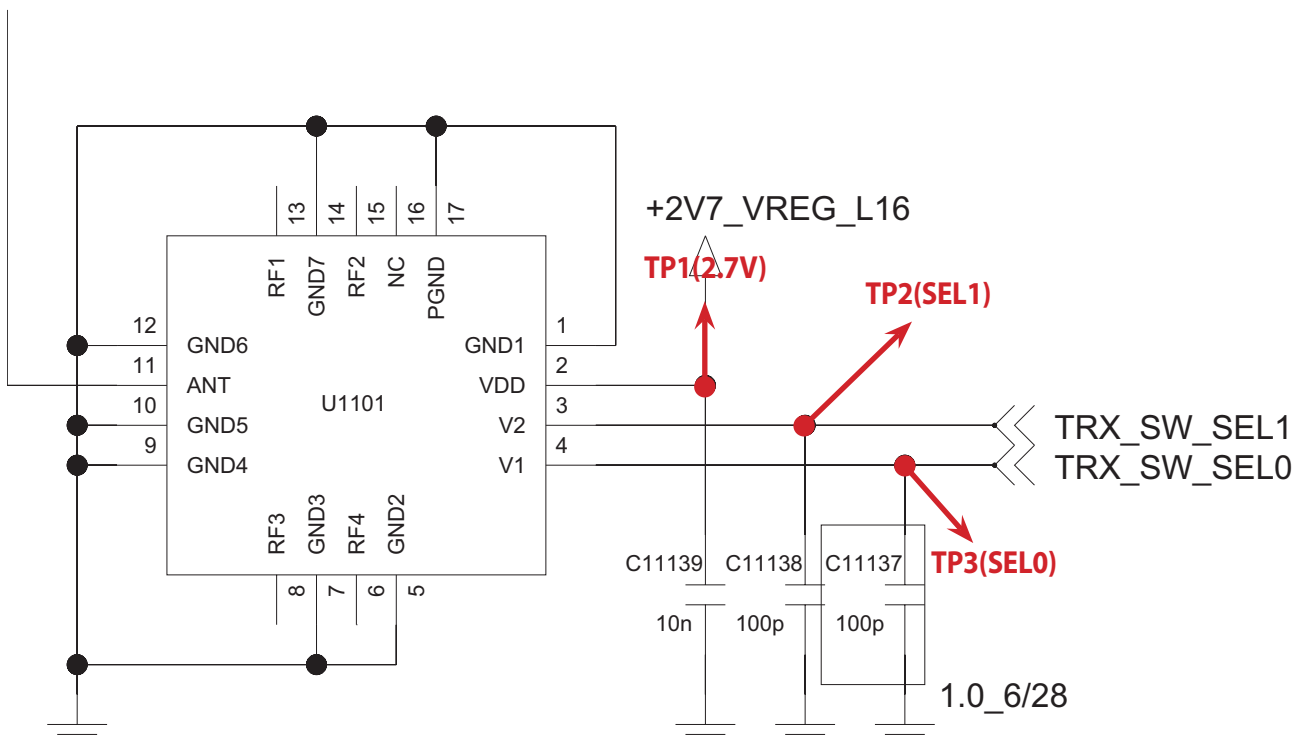 13
14
15
16
17
+2V7_VREG_L16
RF1
GND7
RF2
NC
PGND
TP1(2.7V)
TP2(SEL1)
12
GND6
GND1
1
11
ANT
VDD
2
U1101
10
GND5
V2
3
TRX_SW_SEL1
9
GND4
V1
4
TRX_SW_SEL0
RF3
GND3
RF4
GND2
C11139
C11138
C11137
TP3(SEL0)
8
7
6
5
10n
100p
100p
1.0_6/28